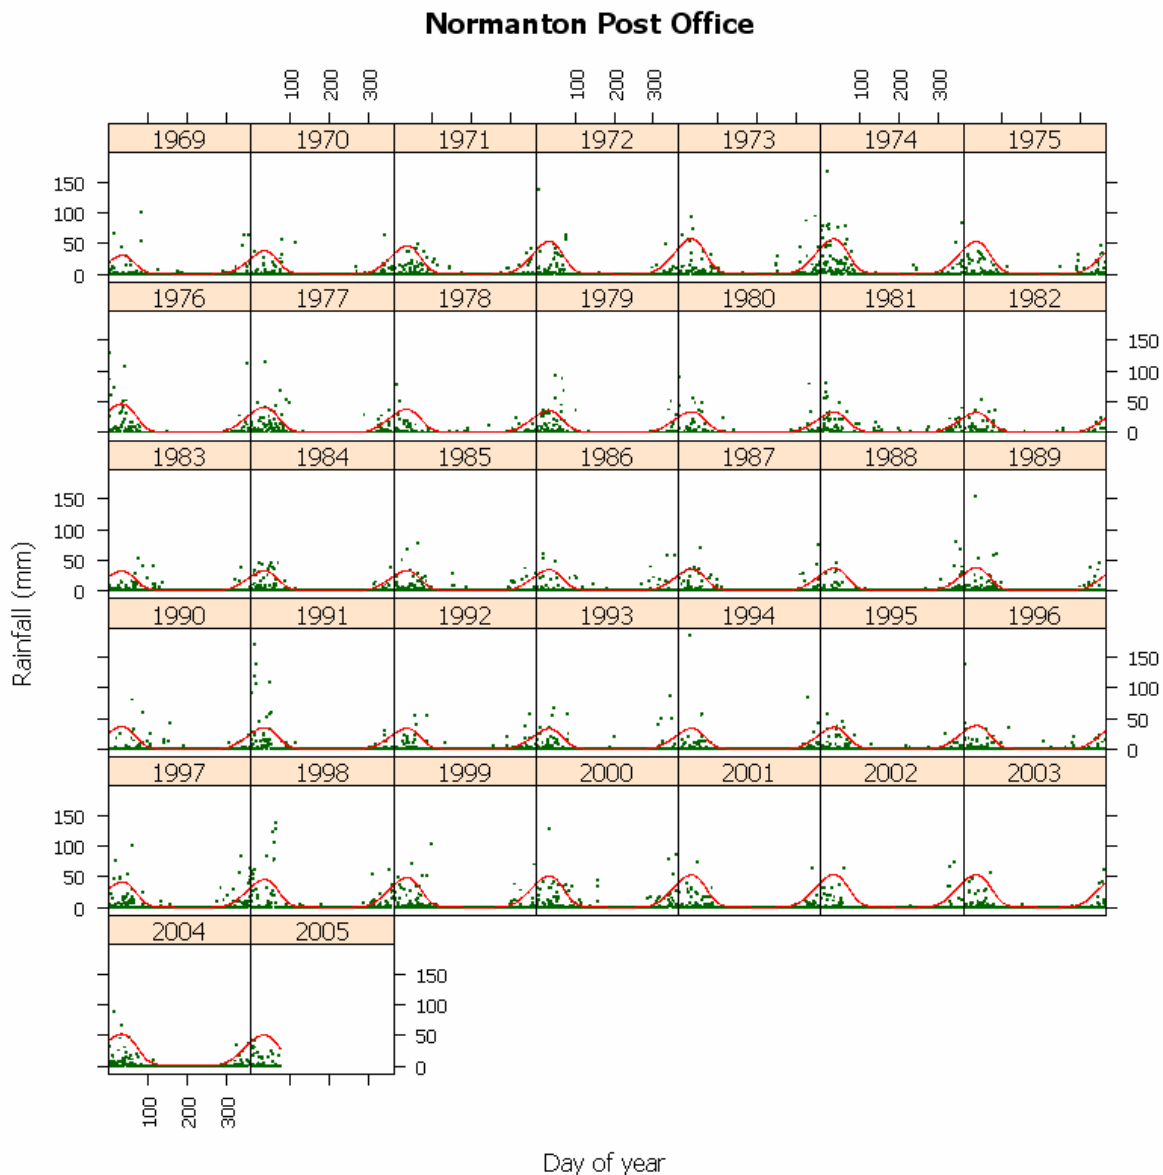 Normanton Post Office
100 200 300 100 200 300 100 200 300
1969 1970 1971 1972 1973 1974 1975
150
100
50
0
1976 1977 1978 1979 1980 1981 1982
150
100
50
0
1983 1984 1985 1986 1987 1988 1989
150
100
50
0
Rainfall (mm)
1990 1991 1992 1993 1994 1995 1996
150
100
50
0
1997 1998 1999 2000 2001 2002 2003
150
100
50
0
2004 2005
150
100
50
0
100 200 300
Day of year